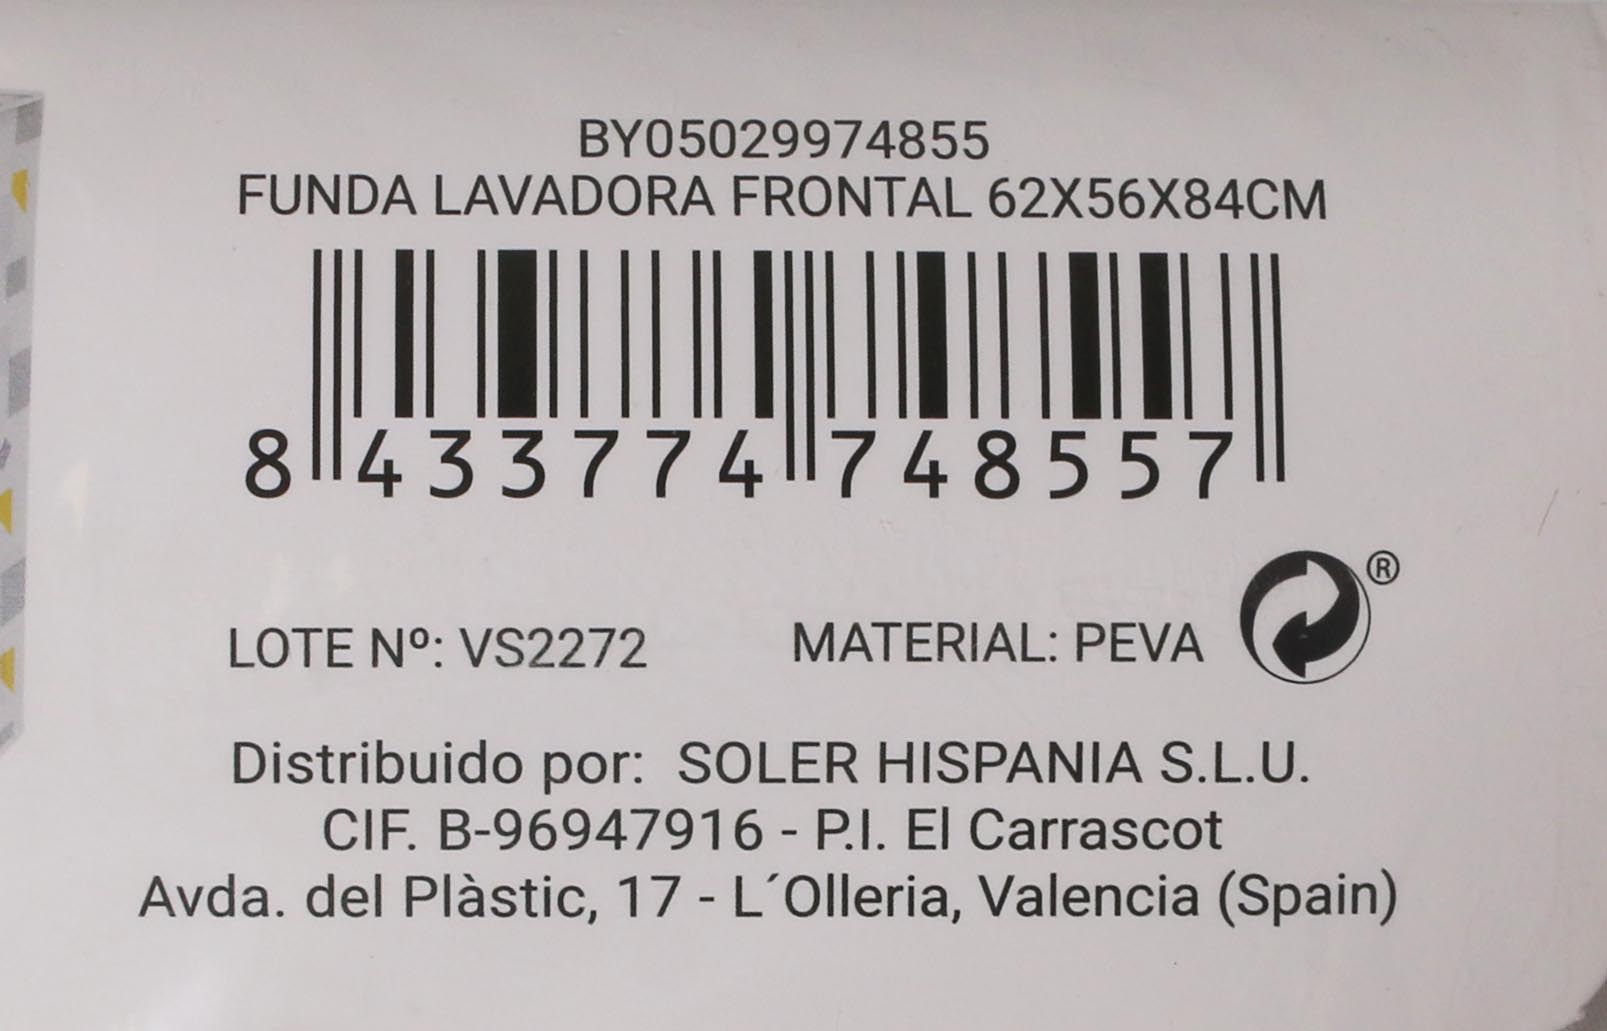 BY05029974855
FUNDA LAVADORA FRONTAL 62X56X84CM
8 433774 748557
LOTE Nº: VS2272 MATERIAL: PEVA ®
Distribuido por: SOLER HISPANIA S.L.U.
CIF. B-96947916 - P.I. El Carrascot
Avda. del Plàstic, 17 - L´Olleria, Valencia (Spain)